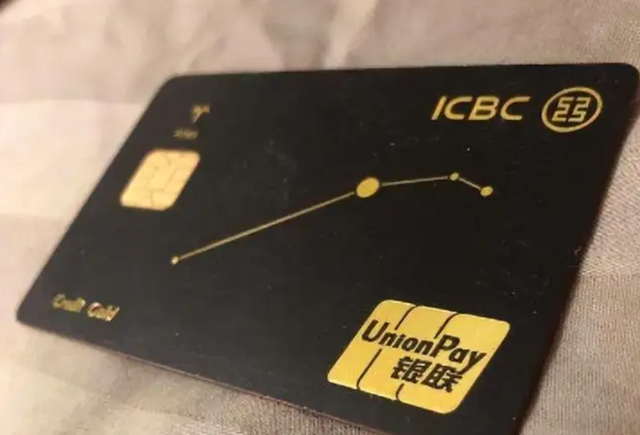 ICBC
Credit Gold
UnionPay
银联